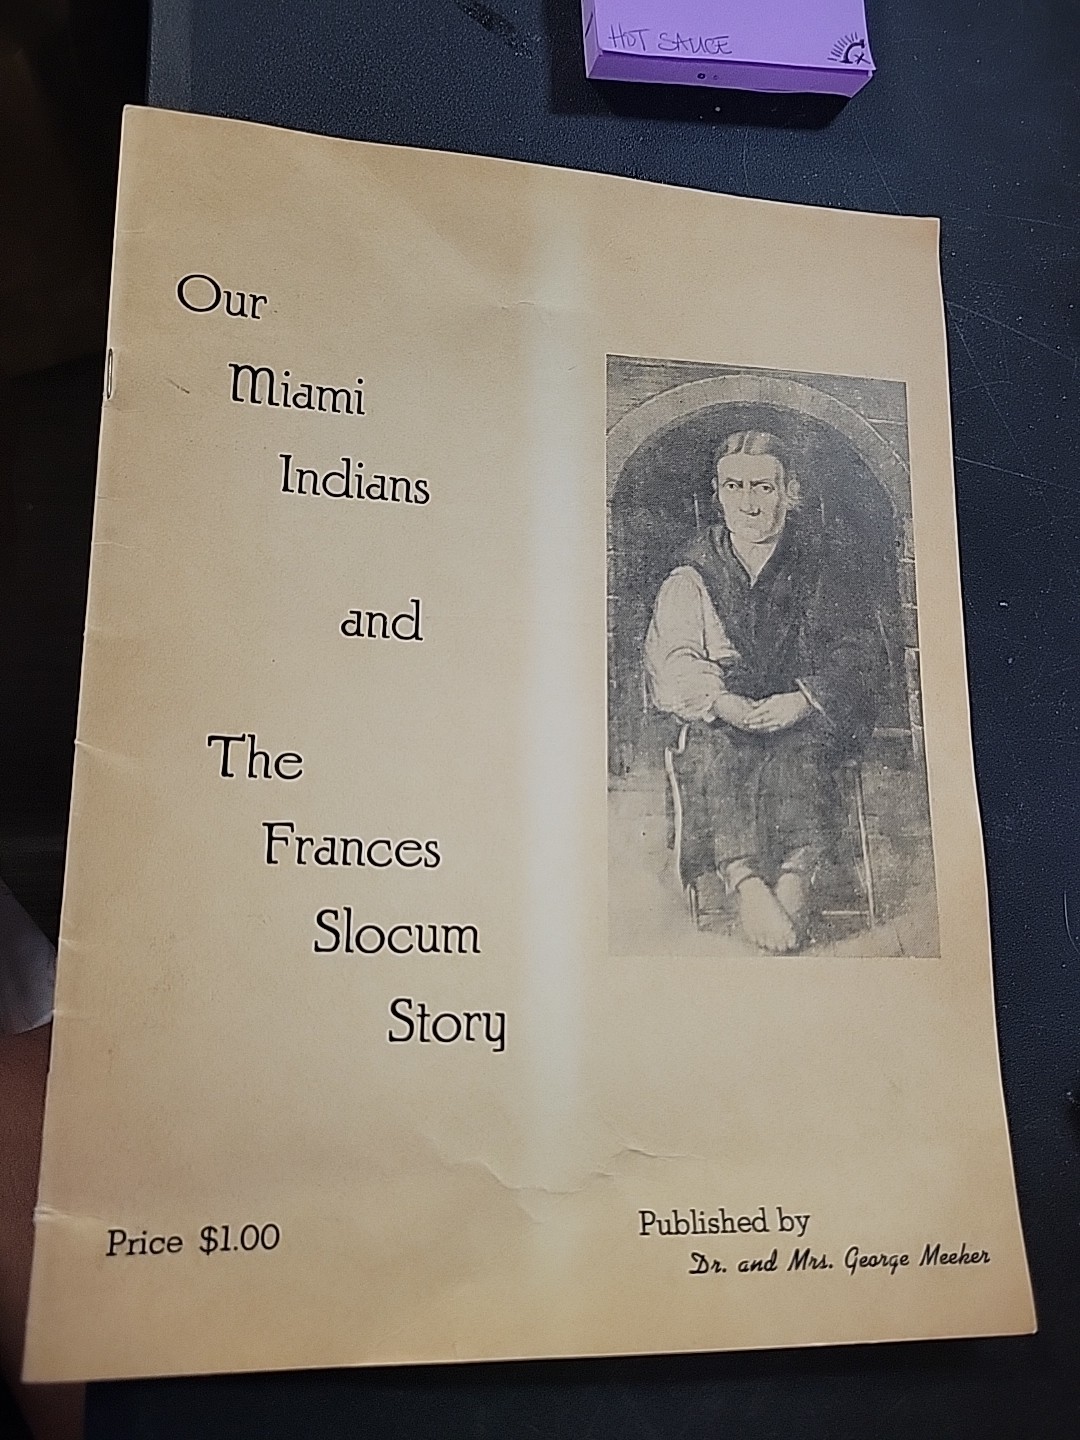 HOT SAUCE
Our
Miami
Indians
and
The
Frances
Slocum
Story
Price $1.00
Published by
Dr. and Mrs. George Meeker